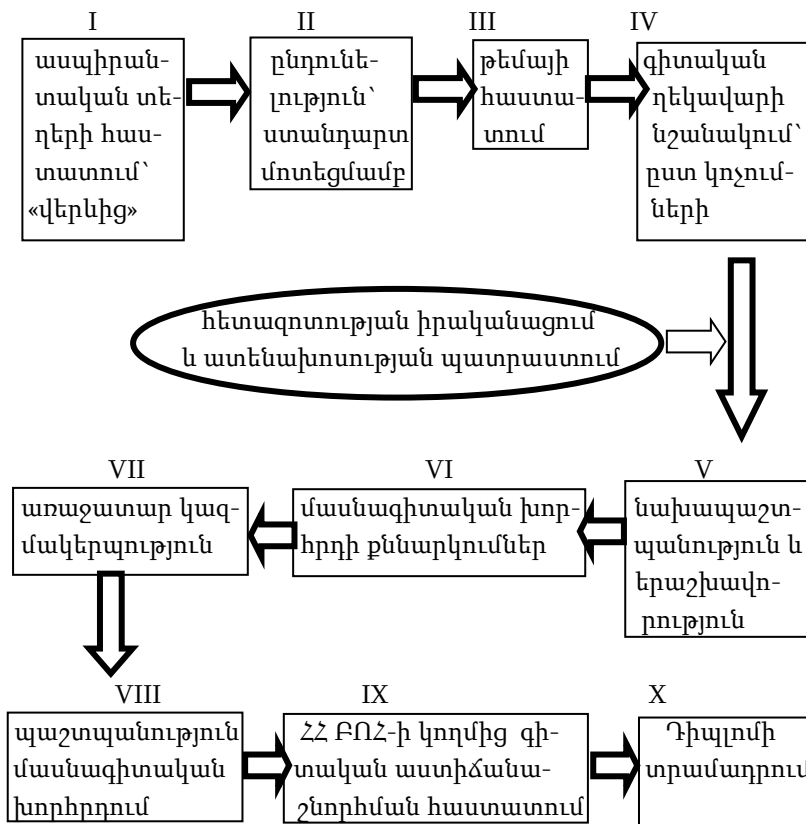 I
ասպիրան-
տական տե-
ղերի հաս-
տատում՝
«վերևից»
II
ընդունե-
լություն՝
ստանդարտ
մոտեցմամբ
III
թեմայի
հաստա-
տում
IV
գիտական
ղեկավարի
նշանակում՝
ըստ կոչում-
ների
հետազոտության իրականացում
և ատենախոսության պատրաստում
V
նախապաշտ-
պանություն և
երաշխավո-
րություն
VI
մասնագիտական խոր-
հրդի քննարկումներ
VII
առաջատար կազ-
մակերպություն
VIII
պաշտպանություն
մասնագիտական
խորհրդում
IX
ՀՀ ԲՈՀ-ի կողմից գի-
տական աստիճանա-
շնորհման հաստատում
X
Դիպլոմի
տրամադրում